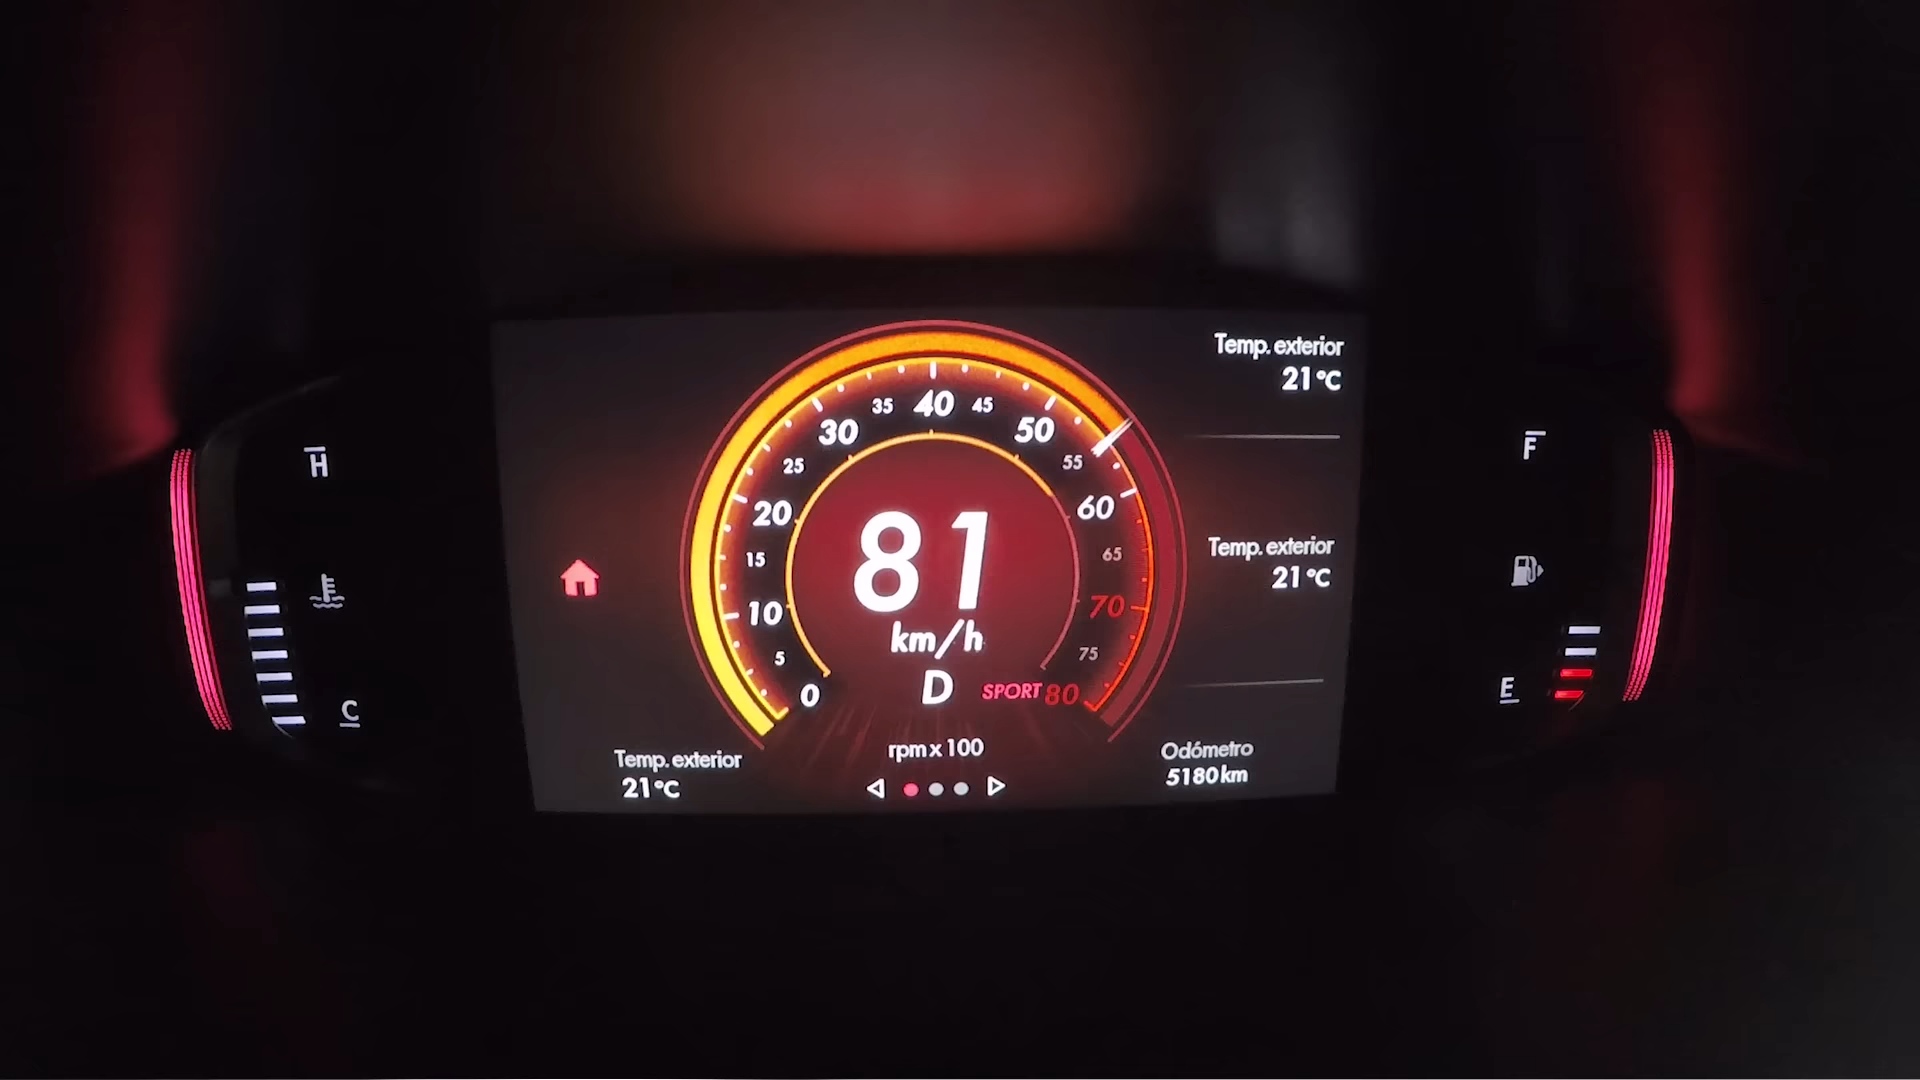 Temp. exterior
21°C
H
F
35 40 45
30 50
25 55
20 60
15 65
10 70
5 75
0 80
81
km/h
D SPORT
Temp. exterior
21°C
C
E
rpm x 100
Temp. exterior
21°C
Odómetro
5180 km